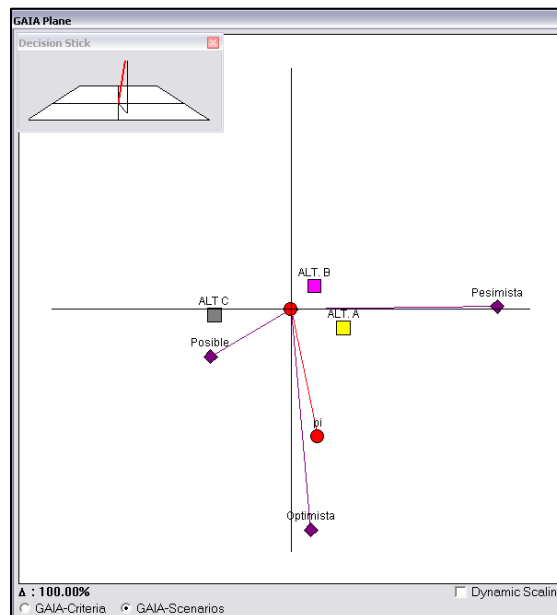 GAIA Plane
Decision Stick
ALT. B
Pesimista
ALT C
ALT. A
Posible
pi
Optimista
Δ : 100.00%
Dynamic Scalin
GAIA-Criteria
GAIA-Scenarios